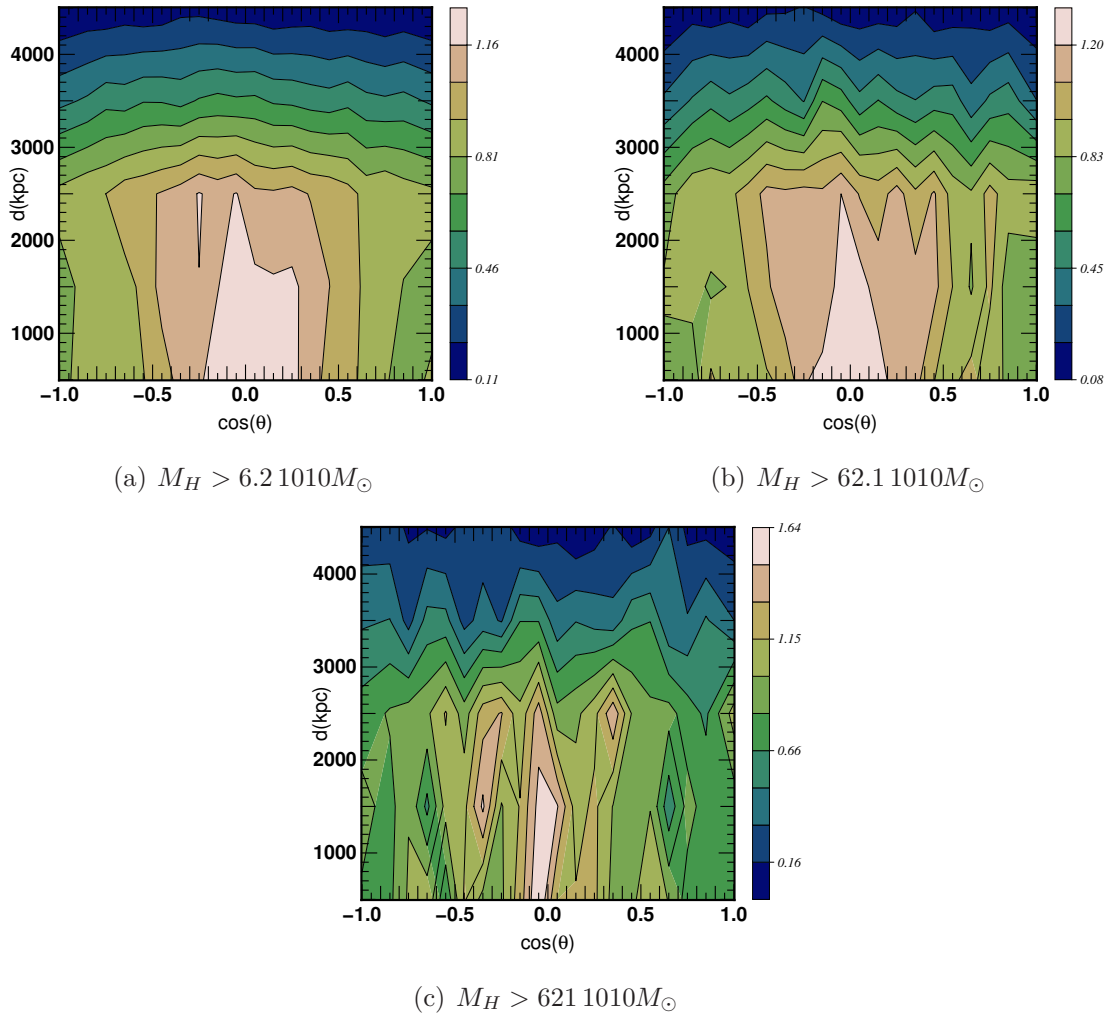 4000
3000
2000
1000
d(kpc)
−1.0 −0.5 0.0 0.5 1.0
cos(θ)
1.16
0.81
0.46
0.11
(a) M_H > 6.2 1010M_⊙
4000
3000
2000
1000
d(kpc)
−1.0 −0.5 0.0 0.5 1.0
cos(θ)
1.20
0.83
0.45
0.08
(b) M_H > 62.1 1010M_⊙
4000
3000
2000
1000
d(kpc)
−1.0 −0.5 0.0 0.5 1.0
cos(θ)
1.64
1.15
0.66
0.16
(c) M_H > 621 1010M_⊙